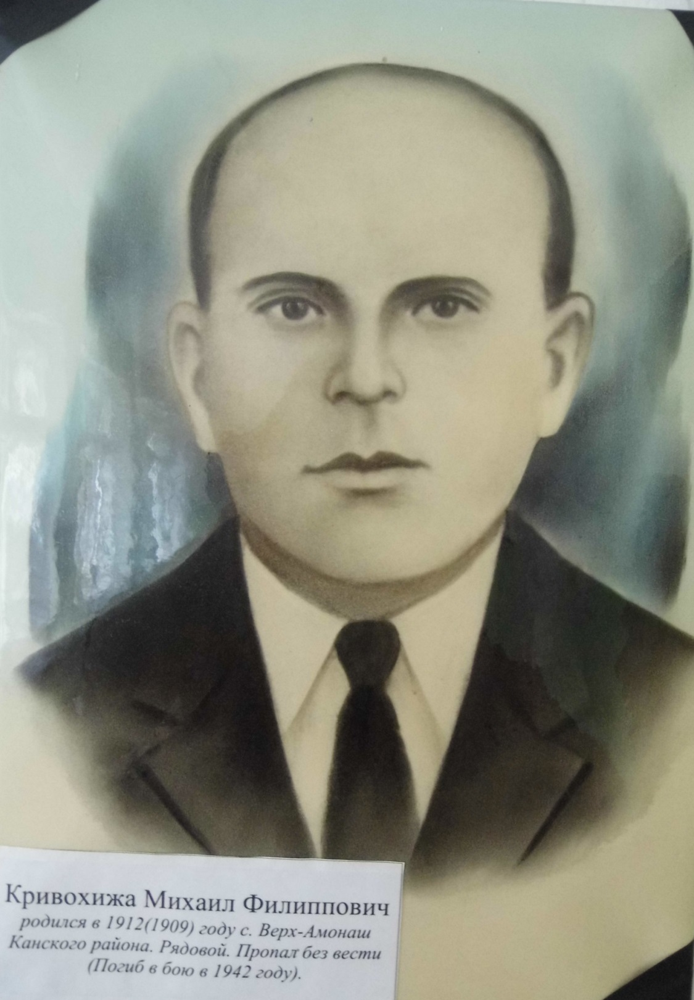 Кривохижа Михаил Филиппович
родился в 1912(1909) году с. Верх-Амонаш
Канского района. Рядовой. Пропал без вести
(Погиб в бою в 1942 году).